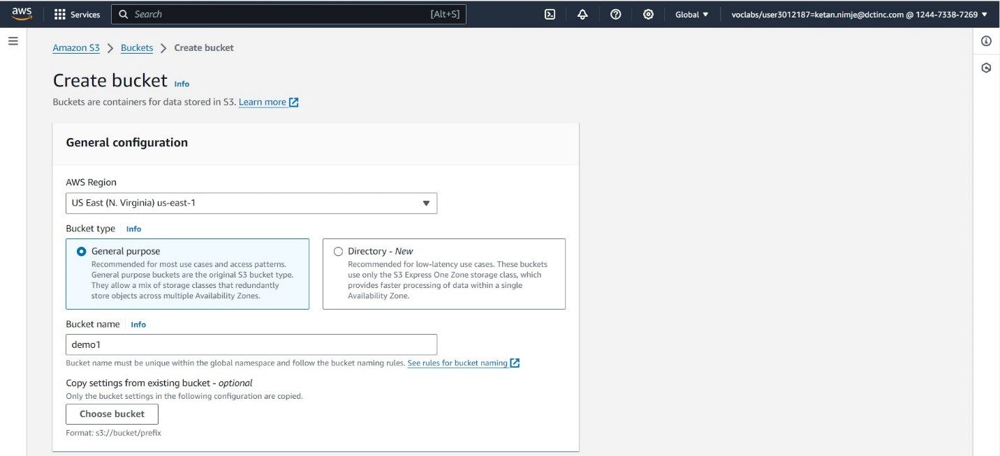 aws Services Search [Alt+S] Global voclabs/user3012187=ketan.nimje@dctinc.com @ 1244-7338-7269
Amazon S3 > Buckets > Create bucket
Create bucket Info
Buckets are containers for data stored in S3. Learn more
General configuration
AWS Region
US East (N. Virginia) us-east-1
Bucket type Info
General purpose
Recommended for most use cases and access patterns.
General purpose buckets are the original S3 bucket type.
They allow a mix of storage classes that redundantly
store objects across multiple Availability Zones.
Directory - New
Recommended for low-latency use cases. These buckets
use only the S3 Express One Zone storage class, which
provides faster processing of data within a single
Availability Zone.
Bucket name Info
demo1
Bucket name must be unique within the global namespace and follow the bucket naming rules. See rules for bucket naming
Copy settings from existing bucket - optional
Only the bucket settings in the following configuration are copied.
Choose bucket
Format: s3://bucket/prefix